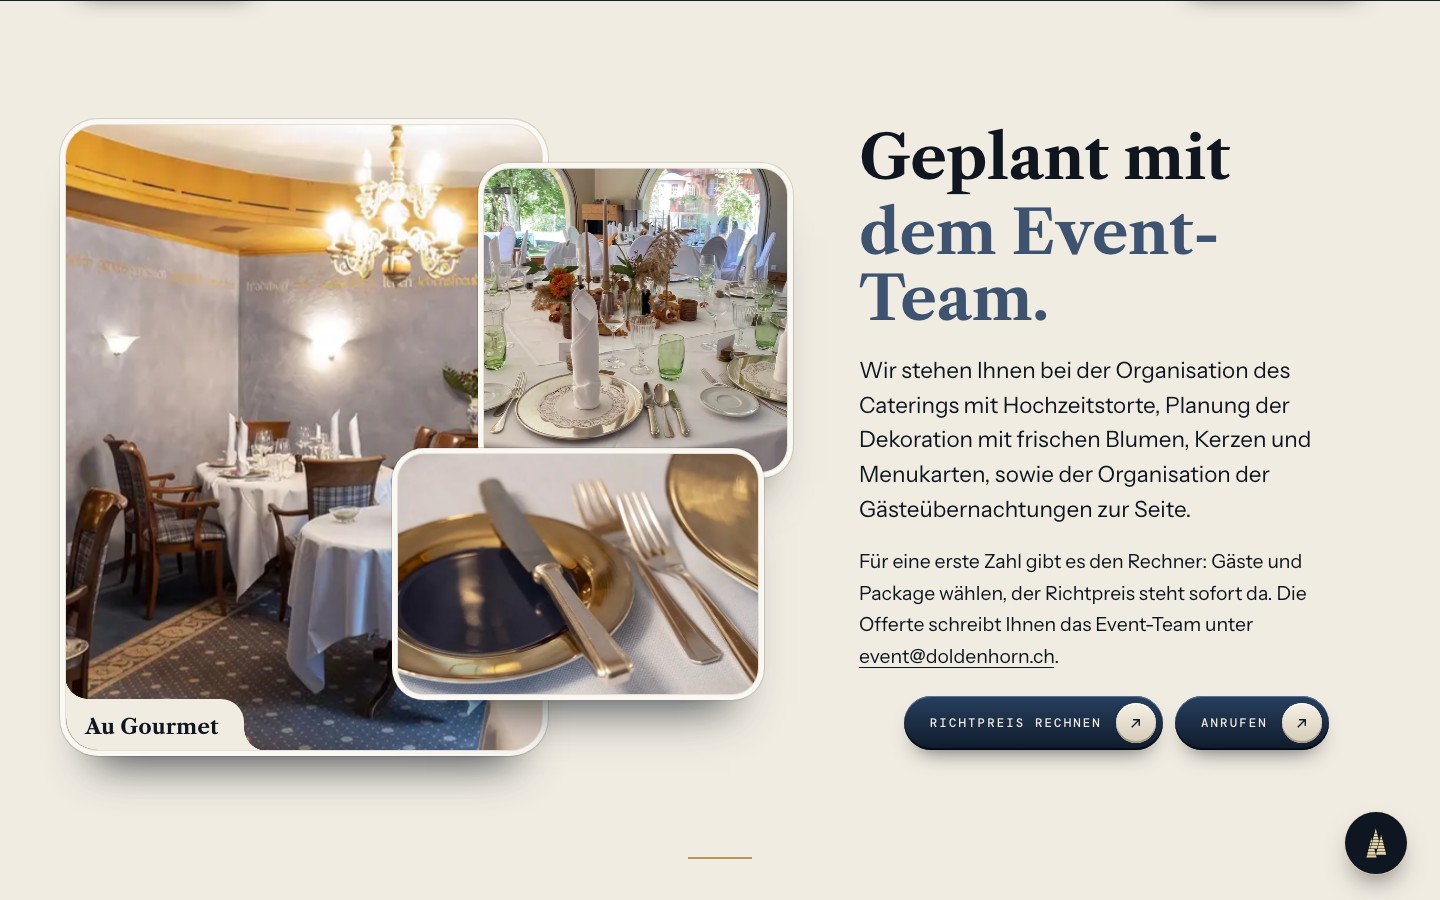 Geplant mit
dem Event-
Team.
Wir stehen Ihnen bei der Organisation des
Caterings mit Hochzeitstorte, Planung der
Dekoration mit frischen Blumen, Kerzen und
Menukarten, sowie der Organisation der
Gästeübernachtungen zur Seite.
Für eine erste Zahl gibt es den Rechner: Gäste und
Package wählen, der Richtpreis steht sofort da. Die
Offerte schreibt Ihnen das Event-Team unter
event@doldenhorn.ch.
RICHTPREIS RECHNEN
ANRUFEN
Au Gourmet